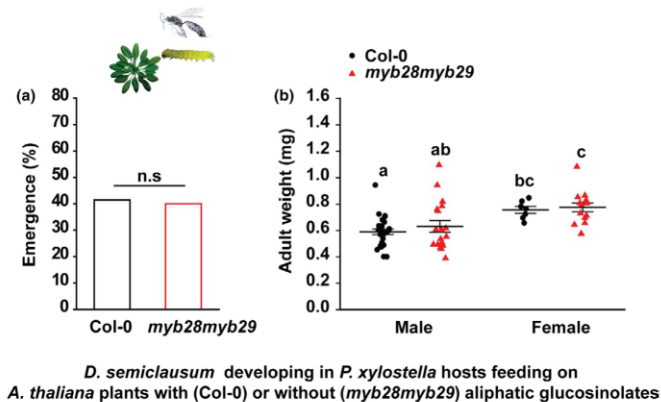 ● Col-0
▲ myb28myb29
(a)
80
70
60
50
40
30
20
10
0
Emergence (%)
n.s
Col-0 myb28myb29
(b)
1.6
1.4
1.2
1.0
0.8
0.6
0.4
0.2
0.0
Adult weight (mg)
a
ab
bc
c
Male Female
D. semiclausum developing in P. xylostella hosts feeding on
A. thaliana plants with (Col-0) or without (myb28myb29) aliphatic glucosinolates